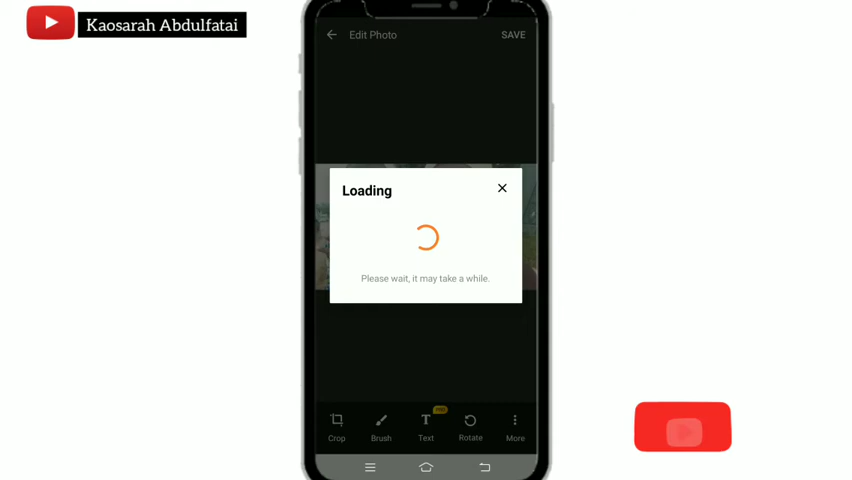 Kaosarah Abdulfatai
Edit Photo
SAVE
Loading
Please wait, it may take a while.
Crop
Brush
Text
Rotate
More